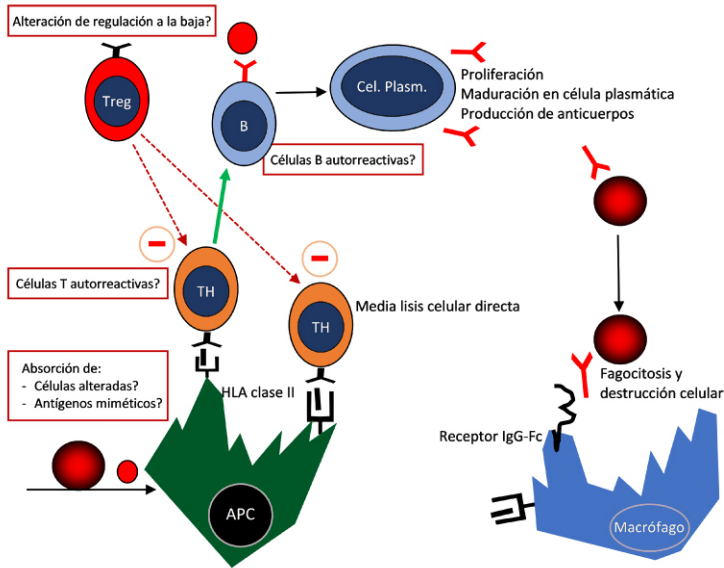 Alteración de regulación a la baja?
Treg
B
Cel. Plasm.
Proliferación
Maduración en célula plasmática
Producción de anticuerpos
Células B autorreactivas?
Células T autorreactivas?
TH
TH
Media lisis celular directa
Absorción de:
- Células alteradas?
- Antígenos miméticos?
HLA clase II
Fagocitosis y
destrucción celular
Receptor IgG-Fc
APC
Macrófago